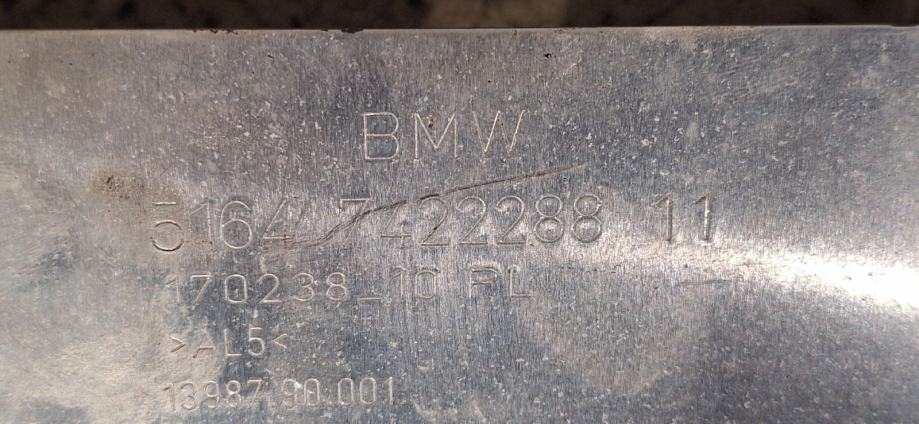 BMW
5164 7422288 11
170238_10 PL
>AL5<
13987.90.001